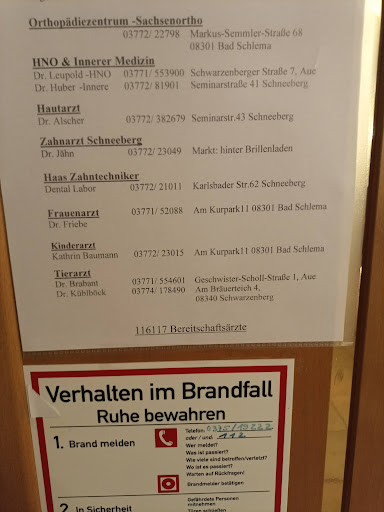 Orthopädiezentrum -Sachsenortho
03772/ 22798 Markus-Semmler-Straße 68
08301 Bad Schlema
HNO & Innerer Medizin
Dr. Leupold -HNO 03771/ 553900 Schwarzenberger Straße 7, Aue
Dr. Huber -Innere 03772/ 81901 Seminarstraße 41 Schneeberg
Hautarzt
Dr. Alscher 03772/ 382679 Seminstr.43 Schneeberg
Zahnarzt Schneeberg
Dr. Jähn 03772/ 23049 Markt: hinter Brillenladen
Haas Zahntechniker
Dental Labor 03772/ 21011 Karlsbader Str.62 Schneeberg
Frauenarzt 03771/ 52088 Am Kurpark11 08301 Bad Schlema
Dr. Friebe
Kinderarzt
Kathrin Baumann 03772/ 23015 Am Kurpark11 08301 Bad Schlema
Tierarzt
Dr. Brabant 03771/ 554601 Geschwister-Scholl-Straße 1, Aue
Dr. Küblböck 03774/ 178490 Am Bräuerteich 4,
08340 Schwarzenberg
116117 Bereitschaftsärzte
Verhalten im Brandfall
Ruhe bewahren
1. Brand melden
Telefon: 0375/19222
oder / und 112
Wer meldet?
Was ist passiert?
Wie viele sind betroffen/verletzt?
Wo ist es passiert?
Warten auf Rückfragen!
Brandmelder betätigen
2. In Sicherheit
Gefährdete Personen
mitnehmen
Türen schließen